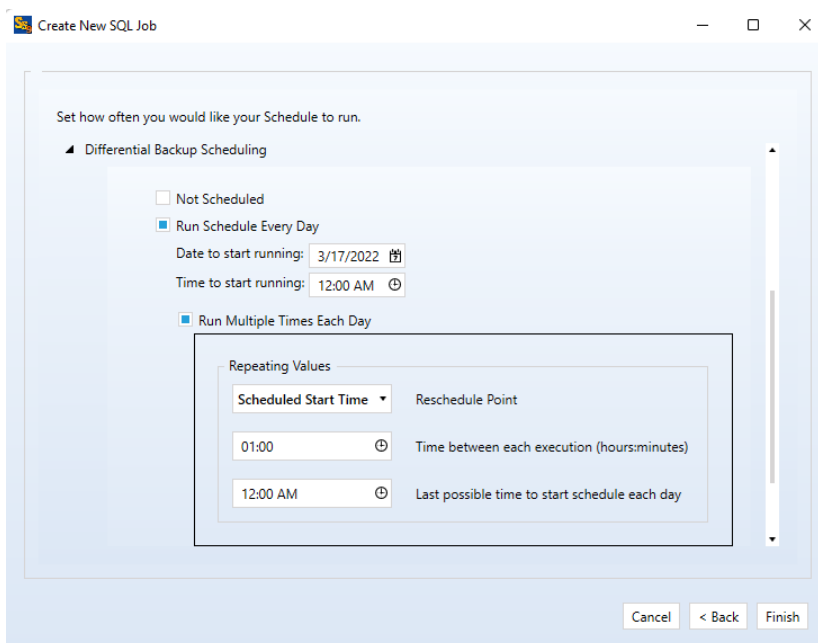 Create New SQL Job
Set how often you would like your Schedule to run.
Differential Backup Scheduling
Not Scheduled
Run Schedule Every Day
Date to start running: 3/17/2022
Time to start running: 12:00 AM
Run Multiple Times Each Day
Repeating Values
Scheduled Start Time Reschedule Point
01:00 Time between each execution (hours:minutes)
12:00 AM Last possible time to start schedule each day
Cancel < Back Finish